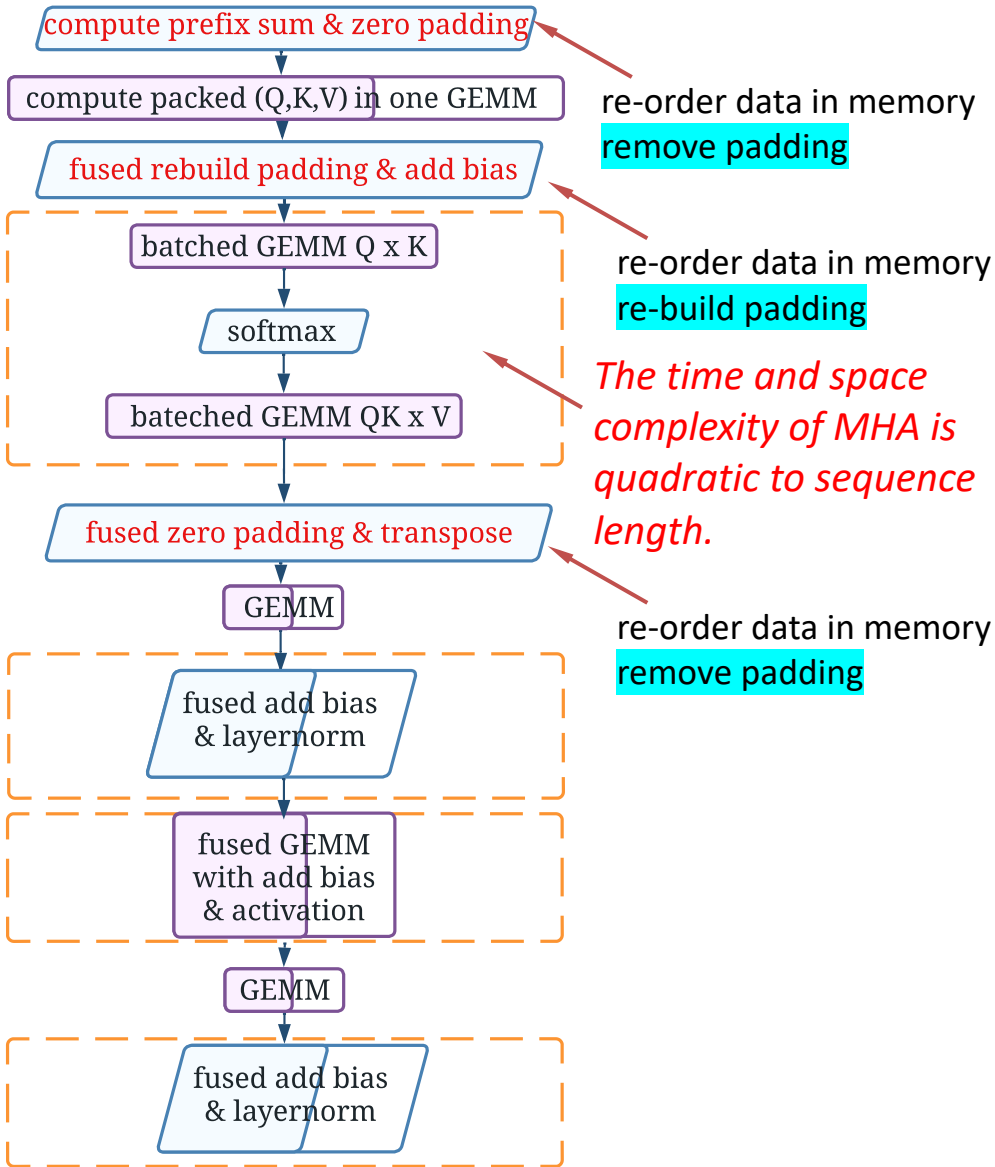 compute prefix sum & zero padding
re-order data in memory
remove padding
compute packed (Q,K,V) in one GEMM
fused rebuild padding & add bias
re-order data in memory
re-build padding
batched GEMM Q x K
softmax
bateched GEMM QK x V
The time and space
complexity of MHA is
quadratic to sequence
length.
fused zero padding & transpose
re-order data in memory
remove padding
GEMM
fused add bias
& layernorm
fused GEMM
with add bias
& activation
GEMM
fused add bias
& layernorm